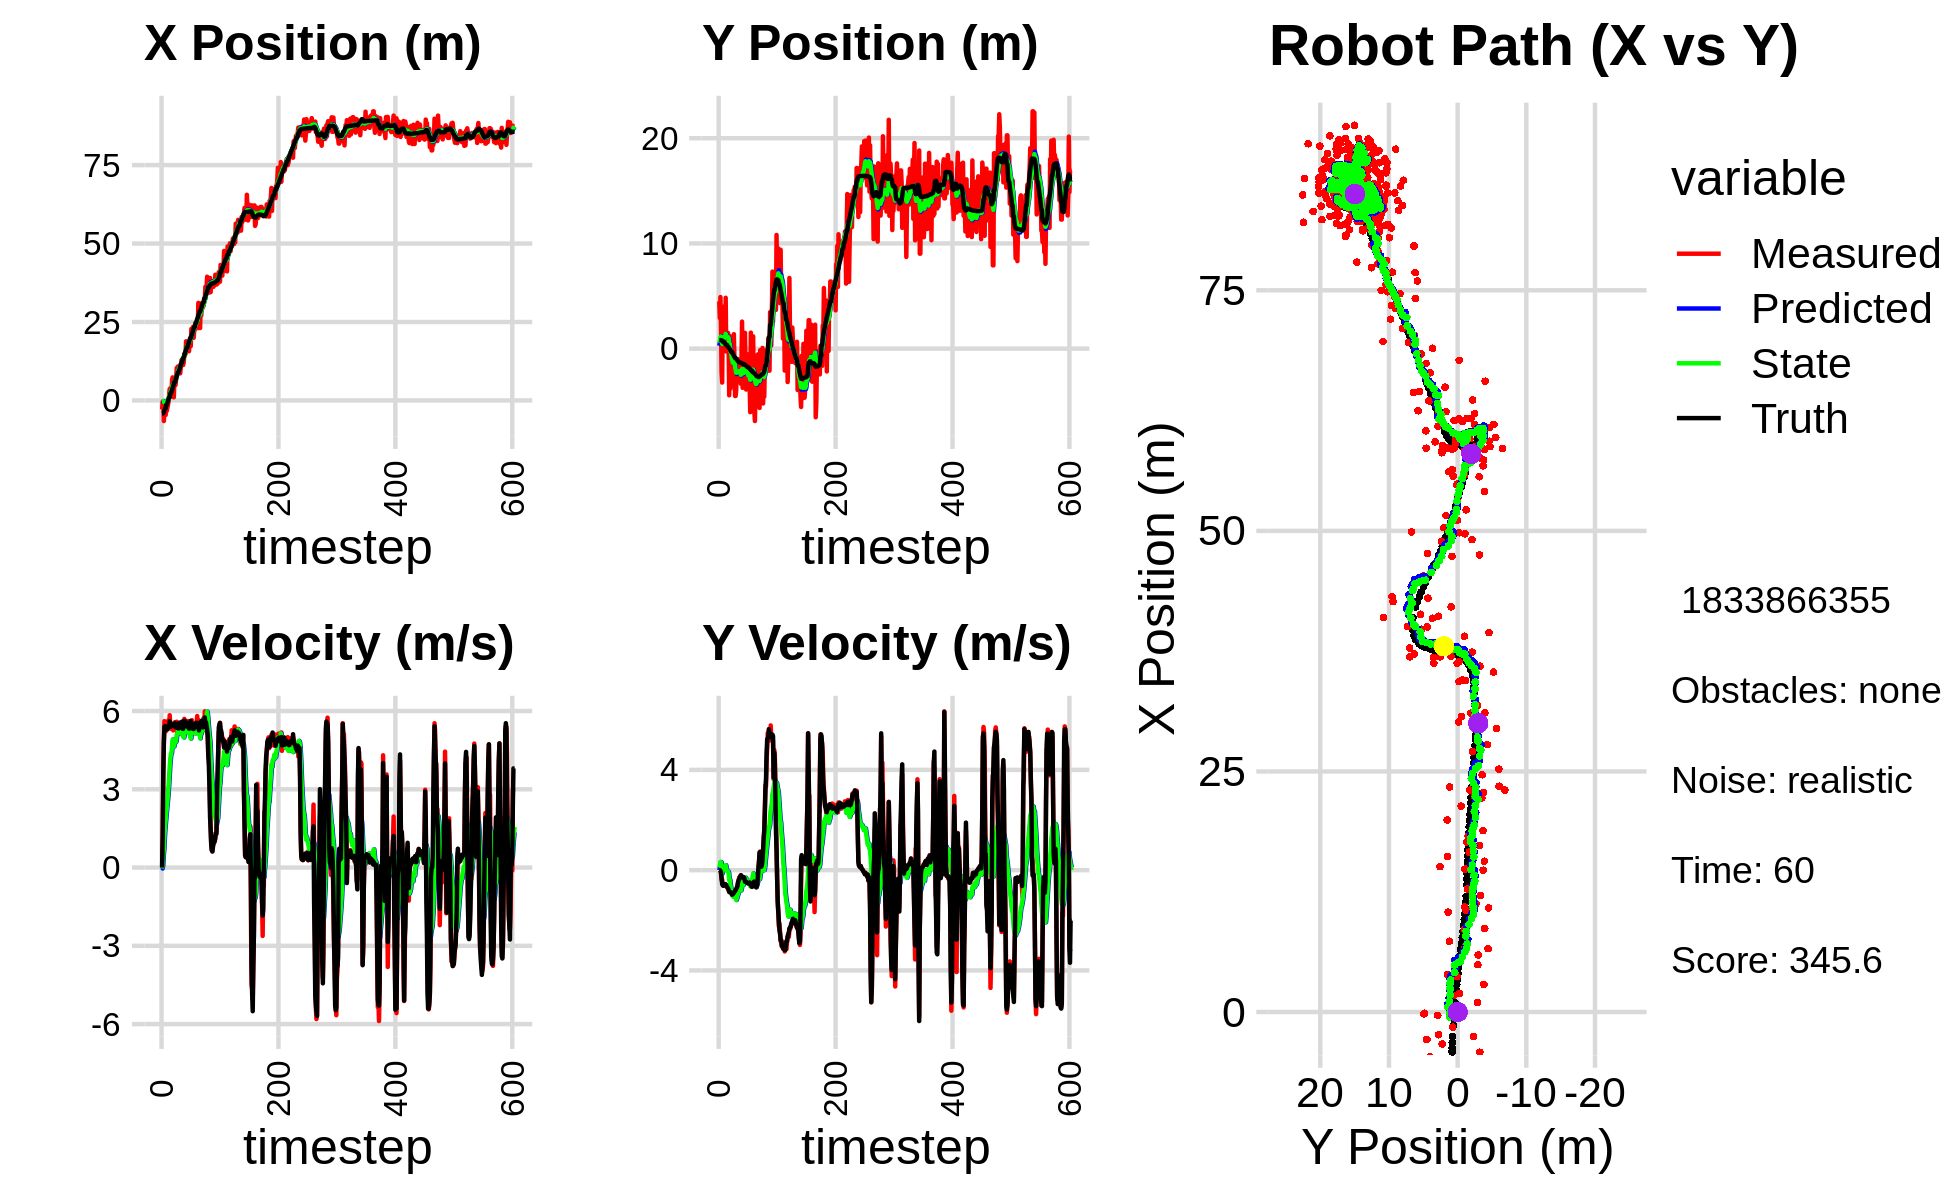 X Position (m)
75
50
25
0
0
200
400
600
timestep
Y Position (m)
20
10
0
0
200
400
600
timestep
X Velocity (m/s)
6
3
0
-3
-6
0
200
400
600
timestep
Y Velocity (m/s)
4
0
-4
0
200
400
600
timestep
Robot Path (X vs Y)
X Position (m)
75
50
25
0
20 10 0 -10 -20
Y Position (m)
variable
Measured
Predicted
State
Truth
1833866355
Obstacles: none
Noise: realistic
Time: 60
Score: 345.6